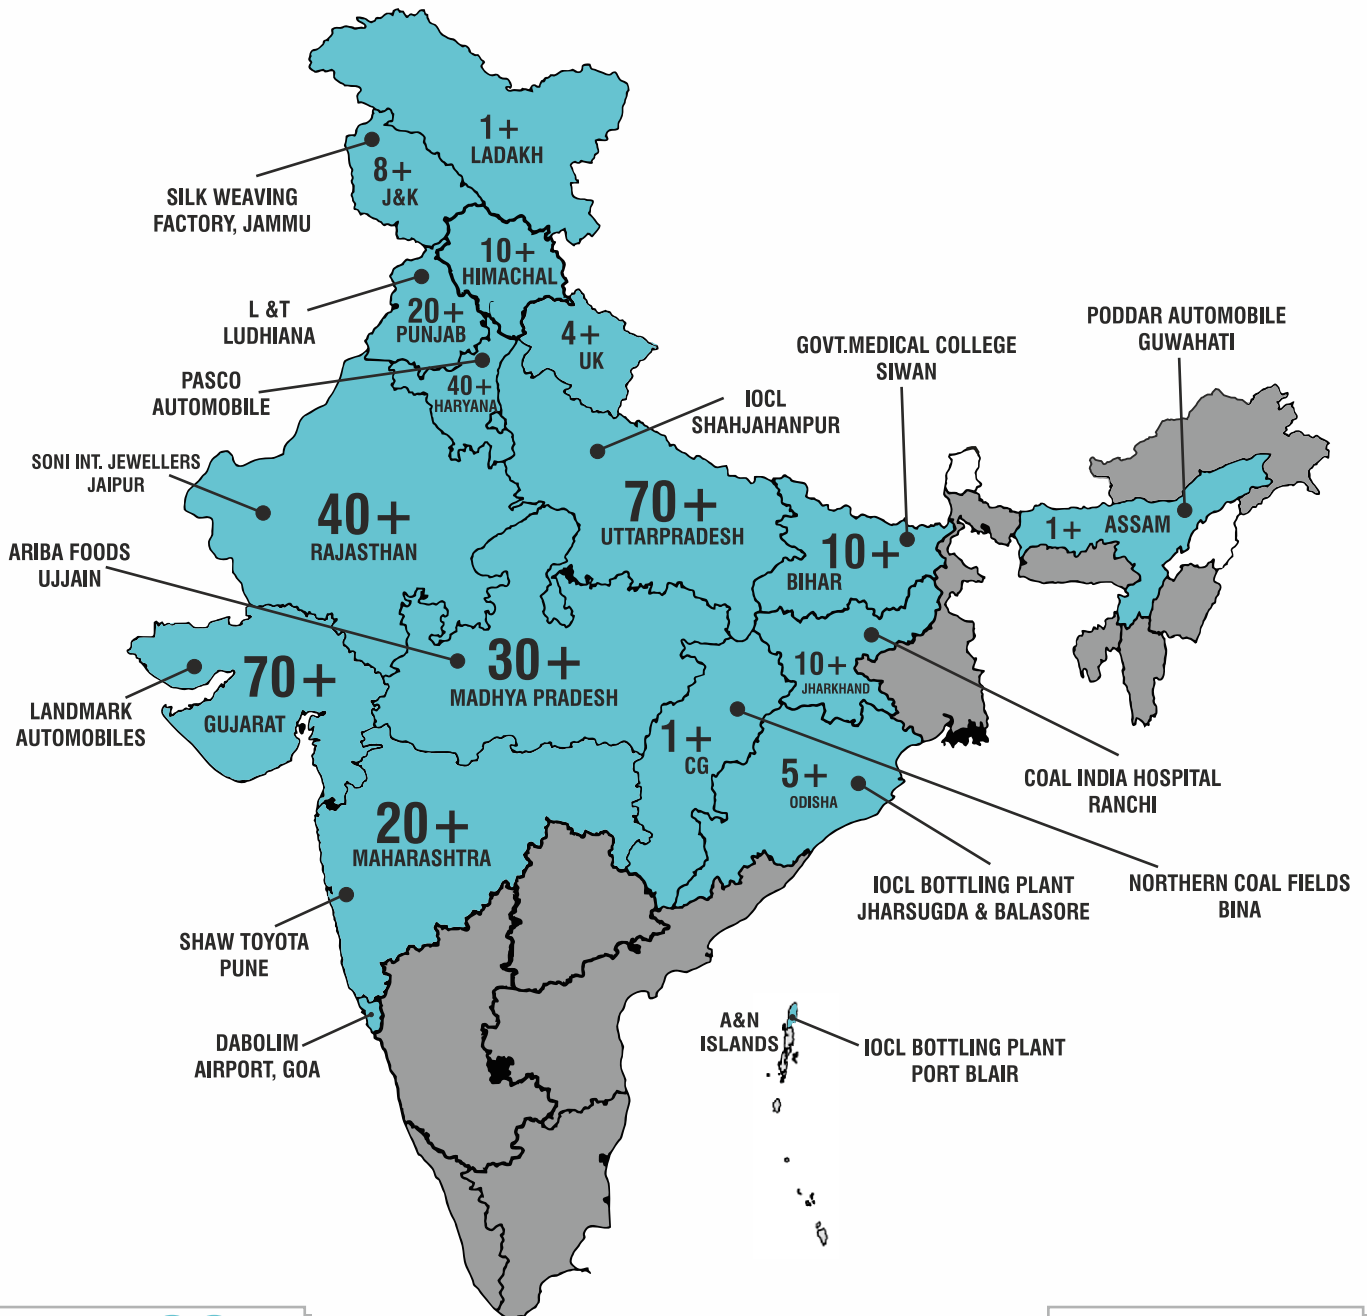 1+
LADAKH
8+
J&K
SILK WEAVING
FACTORY, JAMMU
10+
HIMACHAL
L &T
LUDHIANA
20+
PUNJAB
4+
UK
PODDAR AUTOMOBILE
GUWAHATI
GOVT.MEDICAL COLLEGE
SIWAN
PASCO
AUTOMOBILE
40+
HARYANA
IOCL
SHAHJAHANPUR
SONI INT. JEWELLERS
JAIPUR
40+
RAJASTHAN
70+
UTTARPRADESH
10+
BIHAR
1+
ASSAM
ARIBA FOODS
UJJAIN
30+
MADHYA PRADESH
10+
JHARKHAND
70+
GUJARAT
LANDMARK
AUTOMOBILES
1+
CG
5+
ODISHA
COAL INDIA HOSPITAL
RANCHI
20+
MAHARASHTRA
IOCL BOTTLING PLANT
JHARSUGDA & BALASORE
NORTHERN COAL FIELDS
BINA
SHAW TOYOTA
PUNE
DABOLIM
AIRPORT, GOA
A&N
ISLANDS
IOCL BOTTLING PLANT
PORT BLAIR